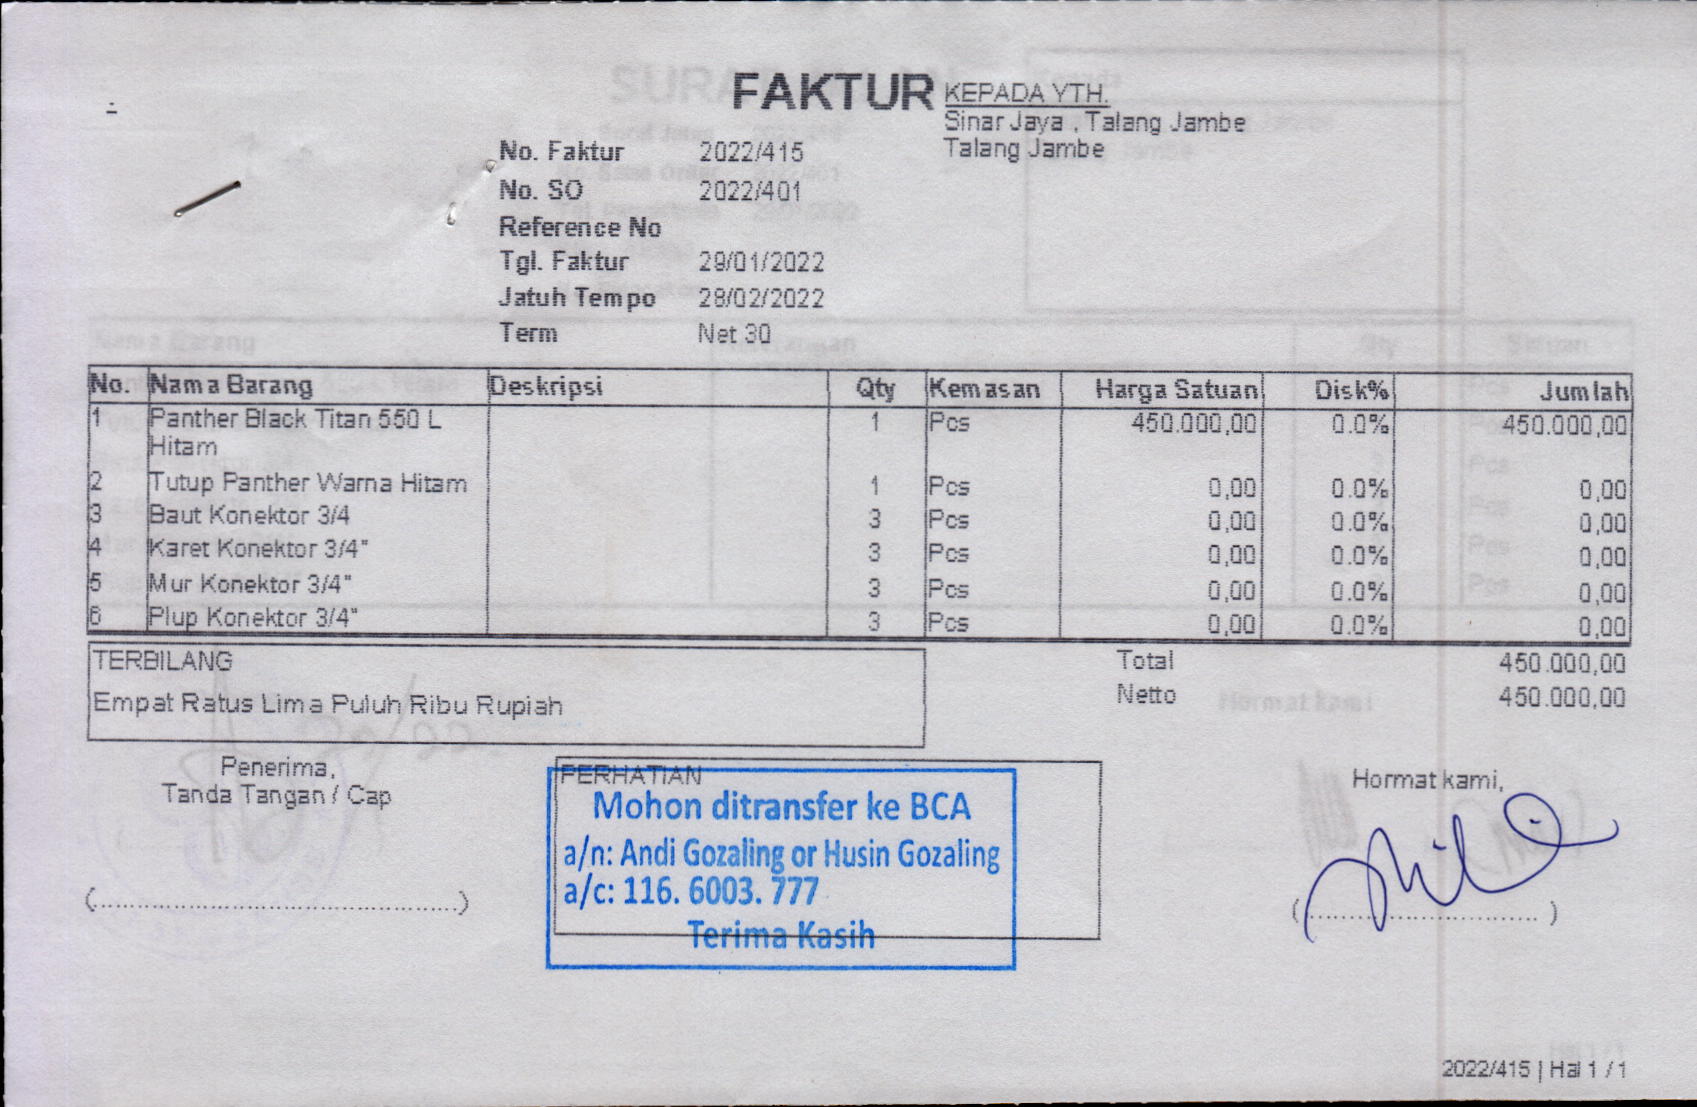 FAKTUR
KEPADA YTH.
Sinar Jaya , Talang Jambe
Talang Jambe
No. Faktur 2022/415
No. SO 2022/401
Reference No
Tgl. Faktur 29/01/2022
Jatuh Tempo 28/02/2022
Term Net 30
No. Nama Barang Deskripsi Qty Kemasan Harga Satuan Disk% Jumlah
1 Panther Black Titan 550 L 1 Pcs 450.000,00 0.0% 450.000,00
Hitam
2 Tutup Panther Warna Hitam 1 Pcs 0,00 0.0% 0,00
3 Baut Konektor 3/4 3 Pcs 0,00 0.0% 0,00
4 Karet Konektor 3/4" 3 Pcs 0,00 0.0% 0,00
5 Mur Konektor 3/4" 3 Pcs 0,00 0.0% 0,00
6 Plup Konektor 3/4" 3 Pcs 0,00 0.0% 0,00
TERBILANG
Empat Ratus Lima Puluh Ribu Rupiah
Total 450.000,00
Netto 450.000,00
Penerima,
Tanda Tangan / Cap
(............................................)
PERHATIAN
Mohon ditransfer ke BCA
a/n: Andi Gozaling or Husin Gozaling
a/c: 116. 6003. 777
Terima Kasih
Hormat kami,
(............................ )
2022/415 | Hal 1 / 1